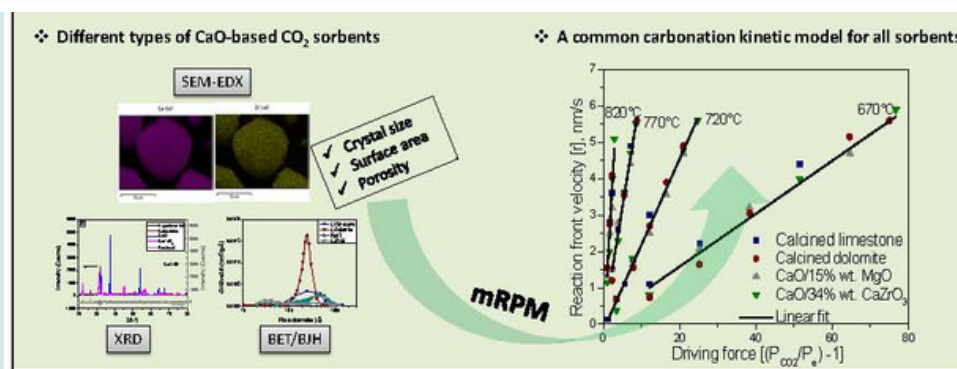 ❖ Different types of CaO-based CO₂ sorbents
SEM-EDX
✓ Crystal size
✓ Surface area
✓ Porosity
XRD
BET/BJH
mRPM
❖ A common carbonation kinetic model for all sorbents
Reaction front velocity [r], nm/s
7
6
5
4
3
2
1
0
820°C
770°C
720°C
670°C
Calcined limestone
Calcined dolomite
CaO/15% wt. MgO
CaO/34% wt. CaZrO₃
Linear fit
0 20 40 60 80
Driving force [(P_CO2/P_e) -1]